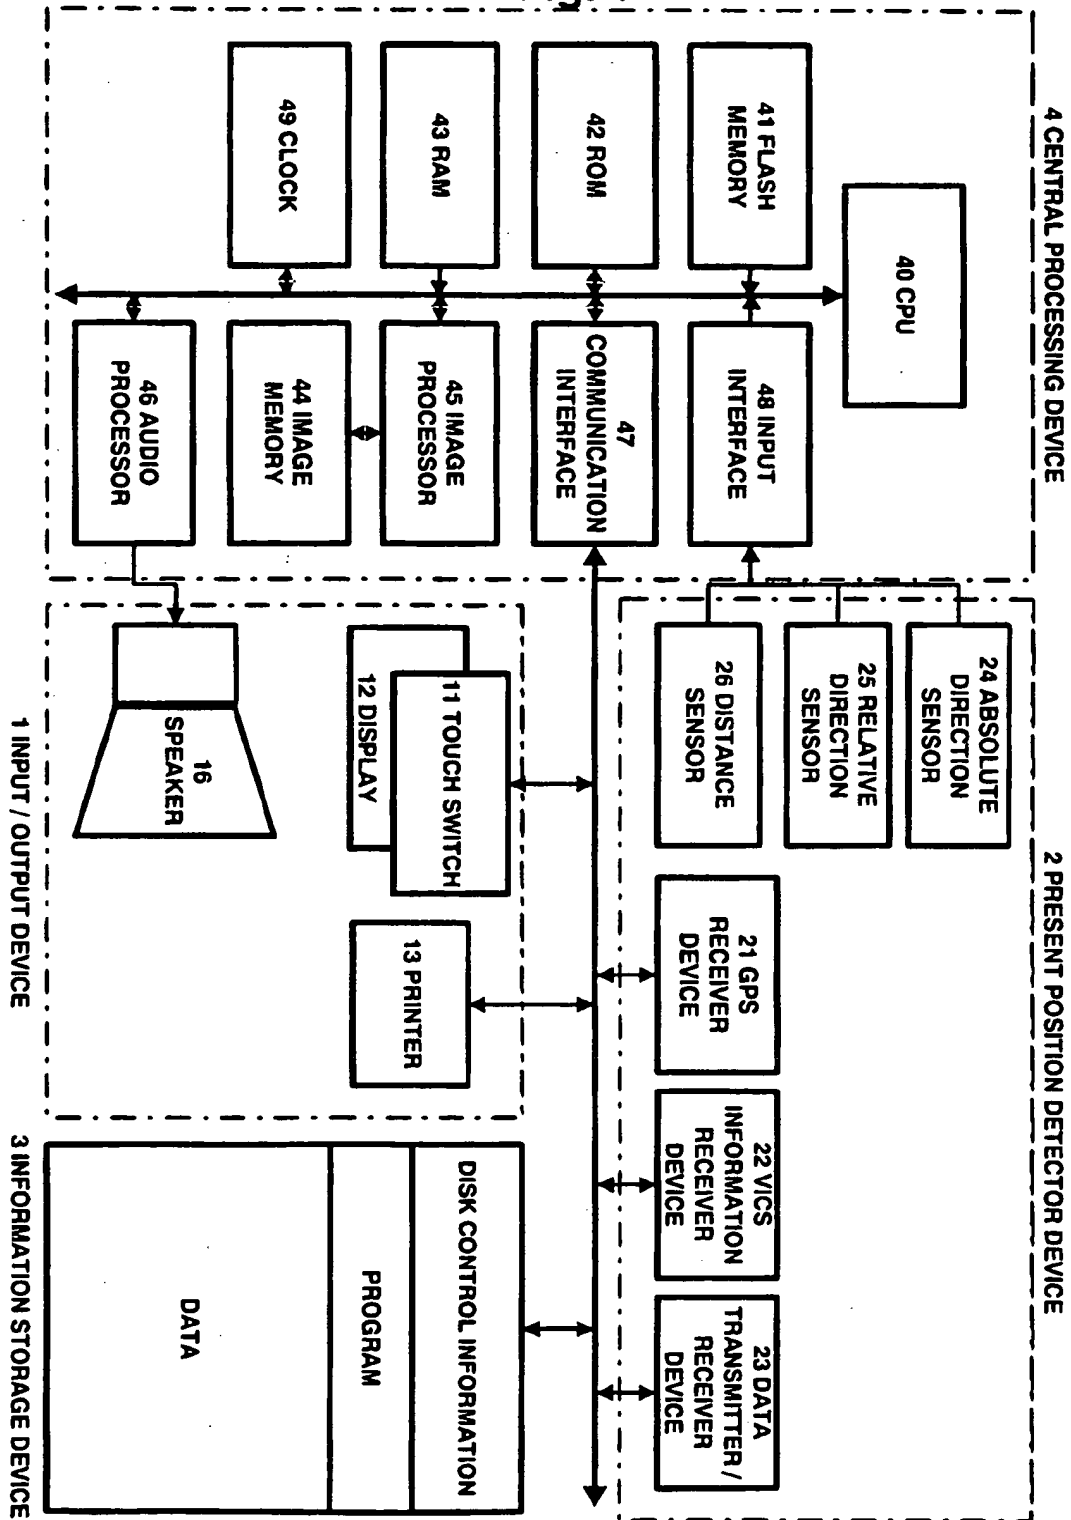 4 CENTRAL PROCESSING DEVICE
40 CPU
41 FLASH
MEMORY
42 ROM
43 RAM
49 CLOCK
48 INPUT
INTERFACE
47
COMMUNICATION
INTERFACE
45 IMAGE
PROCESSOR
44 IMAGE
MEMORY
46 AUDIO
PROCESSOR
2 PRESENT POSITION DETECTOR DEVICE
24 ABSOLUTE
DIRECTION
SENSOR
25 RELATIVE
DIRECTION
SENSOR
26 DISTANCE
SENSOR
21 GPS
RECEIVER
DEVICE
22 VICS
INFORMATION
RECEIVER
DEVICE
23 DATA
TRANSMITTER /
RECEIVER
DEVICE
11 TOUCH SWITCH
12 DISPLAY
13 PRINTER
16
SPEAKER
1 INPUT / OUTPUT DEVICE
DISK CONTROL INFORMATION
PROGRAM
DATA
3 INFORMATION STORAGE DEVICE